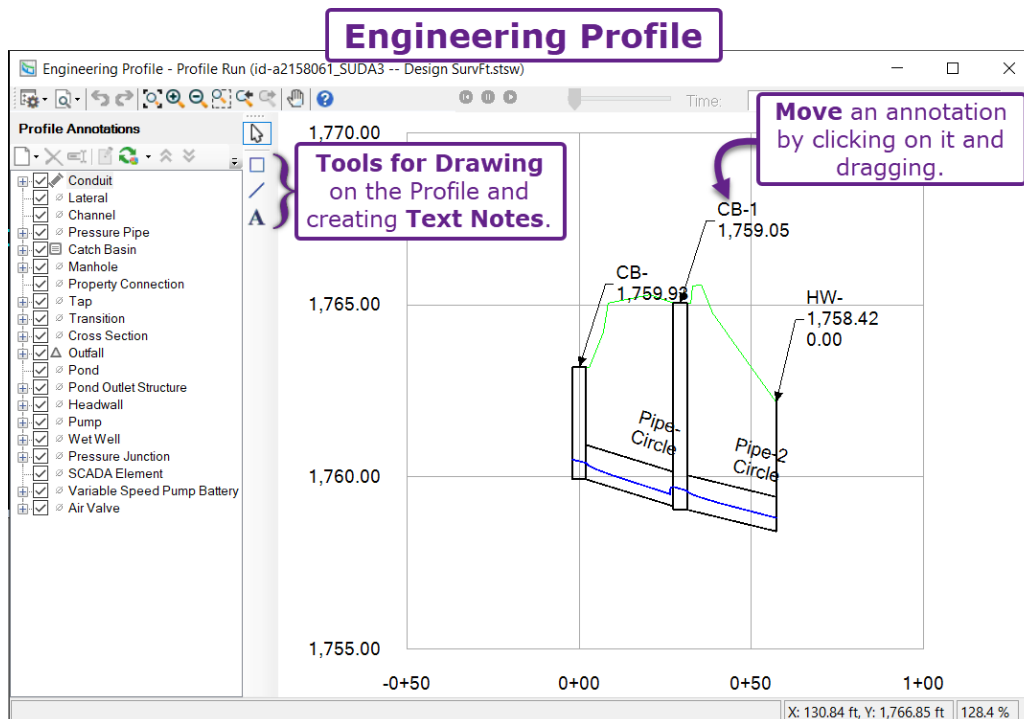 Engineering Profile
Engineering Profile - Profile Run (id-a2158061_SUDA3 -- Design SurvFt.stsw)
Time:
Profile Annotations
Conduit
Lateral
Channel
Pressure Pipe
Catch Basin
Manhole
Property Connection
Tap
Transition
Cross Section
Outfall
Pond
Pond Outlet Structure
Headwall
Pump
Wet Well
Pressure Junction
SCADA Element
Variable Speed Pump Battery
Air Valve
A
Tools for Drawing
on the Profile and
creating Text Notes.
Move an annotation
by clicking on it and
dragging.
1,770.00
1,765.00
1,760.00
1,755.00
CB-
1,759.93
CB-1
1,759.05
HW-
1,758.42
0.00
Pipe-
Circle
Pipe-2
Circle
-0+50
0+00
0+50
1+00
X: 130.84 ft, Y: 1,766.85 ft
128.4 %